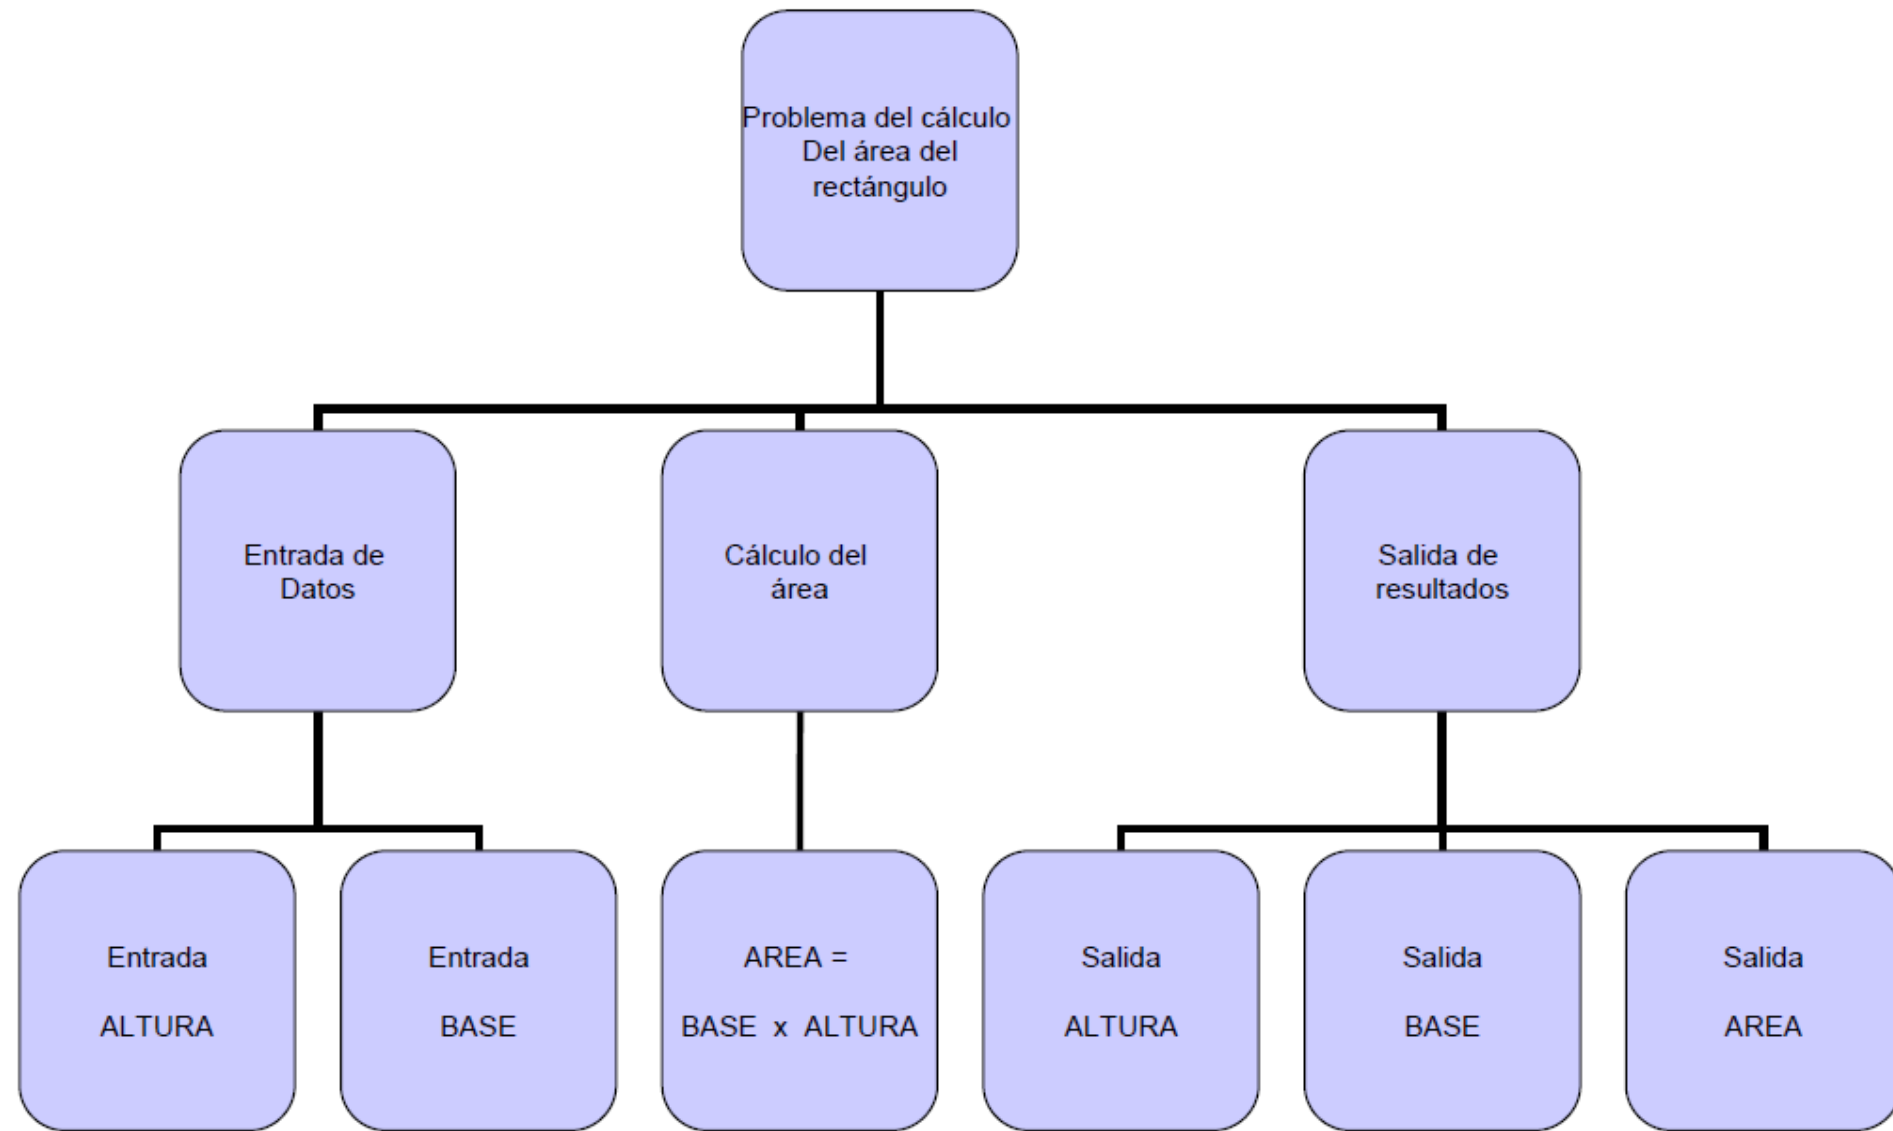 Problema del cálculo
Del área del
rectángulo
Entrada de
Datos
Cálculo del
área
Salida de
resultados
Entrada
ALTURA
Entrada
BASE
AREA =
BASE x ALTURA
Salida
ALTURA
Salida
BASE
Salida
AREA